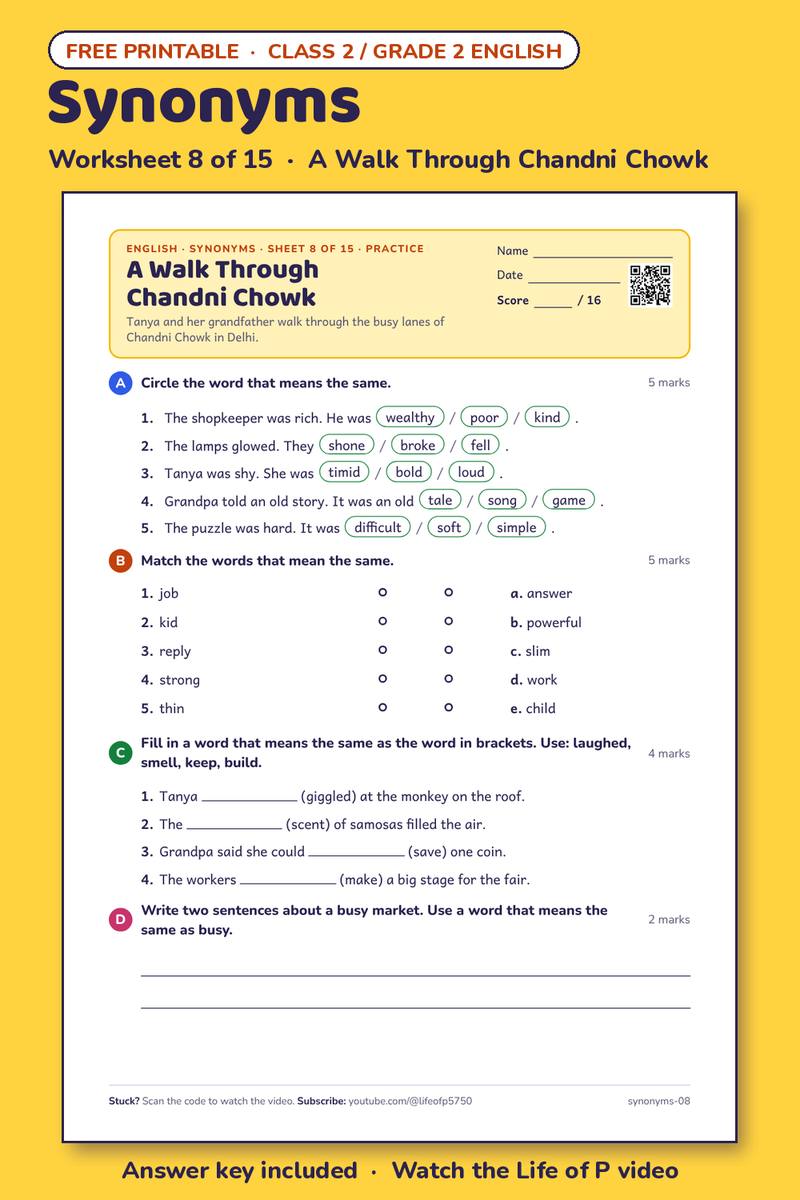 FREE PRINTABLE · CLASS 2 / GRADE 2 ENGLISH
Synonyms
Worksheet 8 of 15 · A Walk Through Chandni Chowk
ENGLISH · SYNONYMS · SHEET 8 OF 15 · PRACTICE
A Walk Through
Chandni Chowk
Tanya and her grandfather walk through the busy lanes of
Chandni Chowk in Delhi.
Name ____________
Date ____________
Score ______ / 16
A Circle the word that means the same. 5 marks
1. The shopkeeper was rich. He was wealthy / poor / kind .
2. The lamps glowed. They shone / broke / fell .
3. Tanya was shy. She was timid / bold / loud .
4. Grandpa told an old story. It was an old tale / song / game .
5. The puzzle was hard. It was difficult / soft / simple .
B Match the words that mean the same. 5 marks
1. job a. answer
2. kid b. powerful
3. reply c. slim
4. strong d. work
5. thin e. child
C Fill in a word that means the same as the word in brackets. Use: laughed,
smell, keep, build. 4 marks
1. Tanya ____________ (giggled) at the monkey on the roof.
2. The ____________ (scent) of samosas filled the air.
3. Grandpa said she could ____________ (save) one coin.
4. The workers ____________ (make) a big stage for the fair.
D Write two sentences about a busy market. Use a word that means the
same as busy. 2 marks
Stuck? Scan the code to watch the video. Subscribe: youtube.com/@lifeofp5750 synonyms-08
Answer key included · Watch the Life of P video